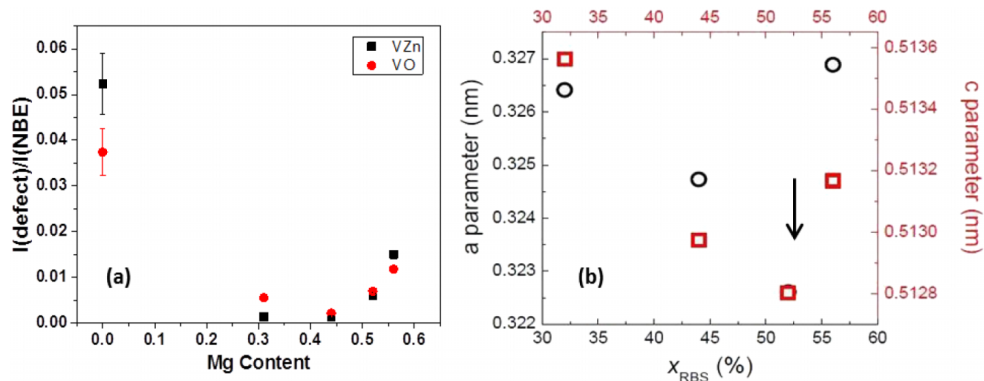 VZn
VO
0.06
0.05
0.04
0.03
0.02
0.01
0.00
I(defect)/I(NBE)
(a)
0.0 0.1 0.2 0.3 0.4 0.5 0.6
Mg Content
30 35 40 45 50 55 60
0.327
0.326
0.325
0.324
0.323
0.322
a parameter (nm)
0.5136
0.5134
0.5132
0.5130
0.5128
c parameter (nm)
(b)
30 35 40 45 50 55 60
xRBS (%)